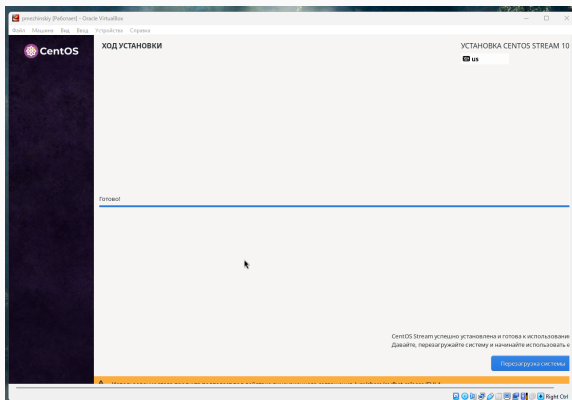 pmezhinskiy [Работает] - Oracle VirtualBox
Файл Машина Вид Ввод Устройства Справка
CentOS
ХОД УСТАНОВКИ
УСТАНОВКА CENTOS STREAM 10
us
Готово!
CentOS Stream успешно установлена и готова к использовани
Давайте, перезагружайте систему и начинайте использовать е
Перезагрузка системы
Right Ctrl